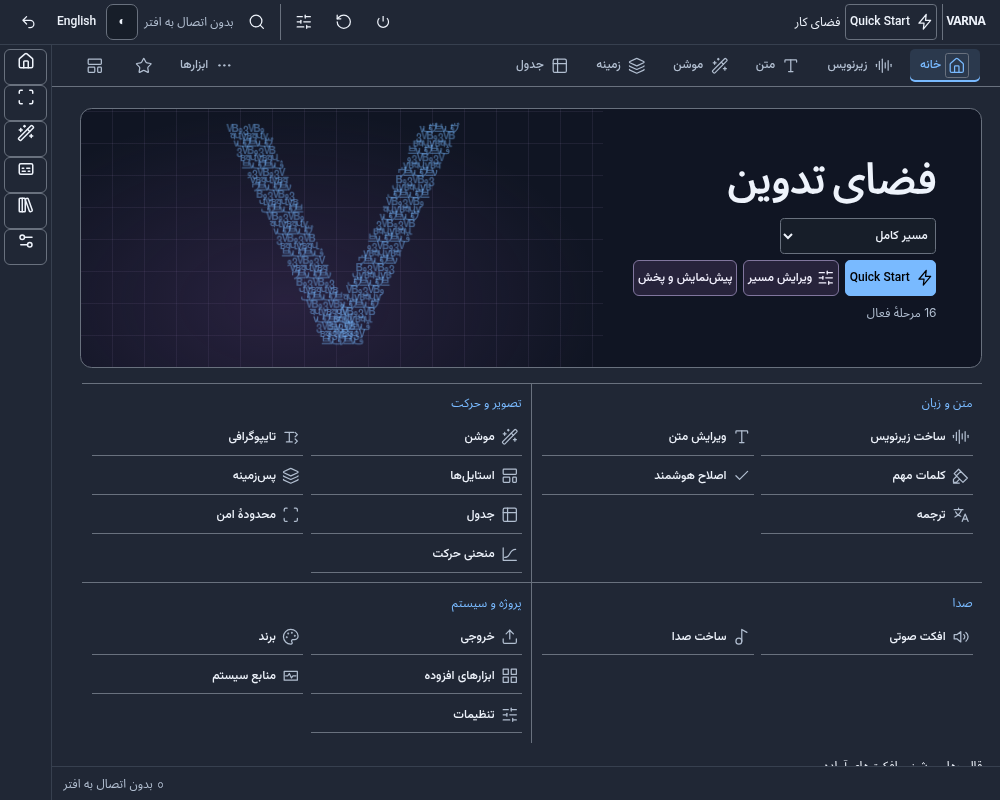 VARNA
Quick Start
فضای کار
بدون اتصال به افتر
English
خانه
زیرنویس
متن
موشن
زمینه
جدول
ابزارها
فضای تدوین
مسیر کامل
Quick Start
ویرایش مسیر
پیش‌نمایش و پخش
16 مرحلهٔ فعال
متن و زبان
ساخت زیرنویس
ویرایش متن
کلمات مهم
اصلاح هوشمند
ترجمه
تصویر و حرکت
موشن
تایپوگرافی
استایل‌ها
پس‌زمینه
جدول
محدودهٔ امن
منحنی حرکت
صدا
افکت صوتی
ساخت صدا
پروژه و سیستم
خروجی
برند
ابزارهای افزوده
منابع سیستم
تنظیمات
بدون اتصال به افتر